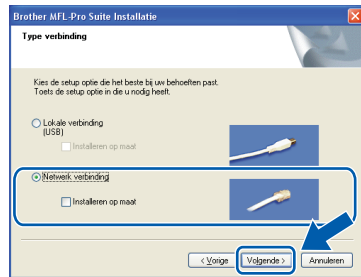 Brother MFL-Pro Suite Installatie
Type verbinding
Kies de setup optie die het beste bij uw behoeften past.
Toets de setup optie in die u nodig heeft.
Lokale verbinding
(USB)
Installeren op maat
Netwerk verbinding
Installeren op maat
< Vorige
Volgende >
Annuleren